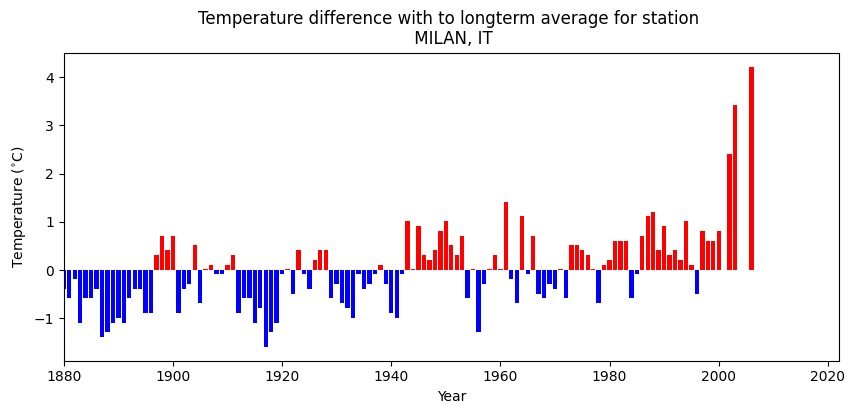 Temperature difference with to longterm average for station
MILAN, IT
Temperature (°C)
4
3
2
1
0
−1
1880 1900 1920 1940 1960 1980 2000 2020
Year